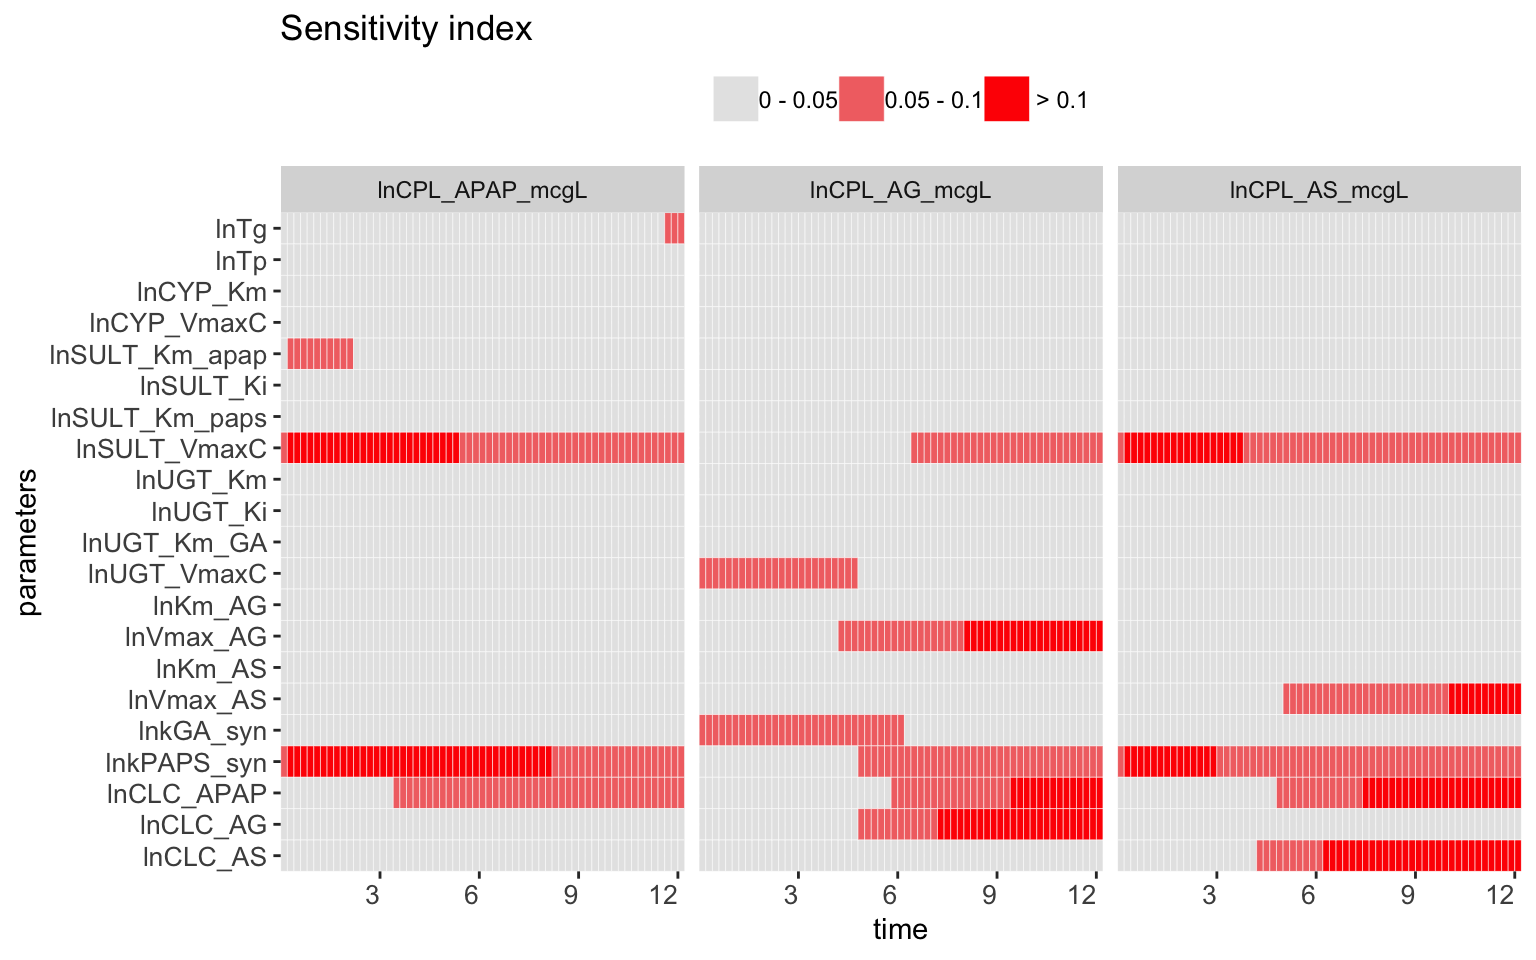 Sensitivity index
0 - 0.05 0.05 - 0.1 > 0.1
lnCPL_APAP_mcgL lnCPL_AG_mcgL lnCPL_AS_mcgL
lnTg
lnTp
lnCYP_Km
lnCYP_VmaxC
lnSULT_Km_apap
lnSULT_Ki
lnSULT_Km_paps
lnSULT_VmaxC
lnUGT_Km
lnUGT_Ki
lnUGT_Km_GA
lnUGT_VmaxC
lnKm_AG
lnVmax_AG
lnKm_AS
lnVmax_AS
lnkGA_syn
lnkPAPS_syn
lnCLC_APAP
lnCLC_AG
lnCLC_AS
parameters
3 6 9 12 3 6 9 12 3 6 9 12
time